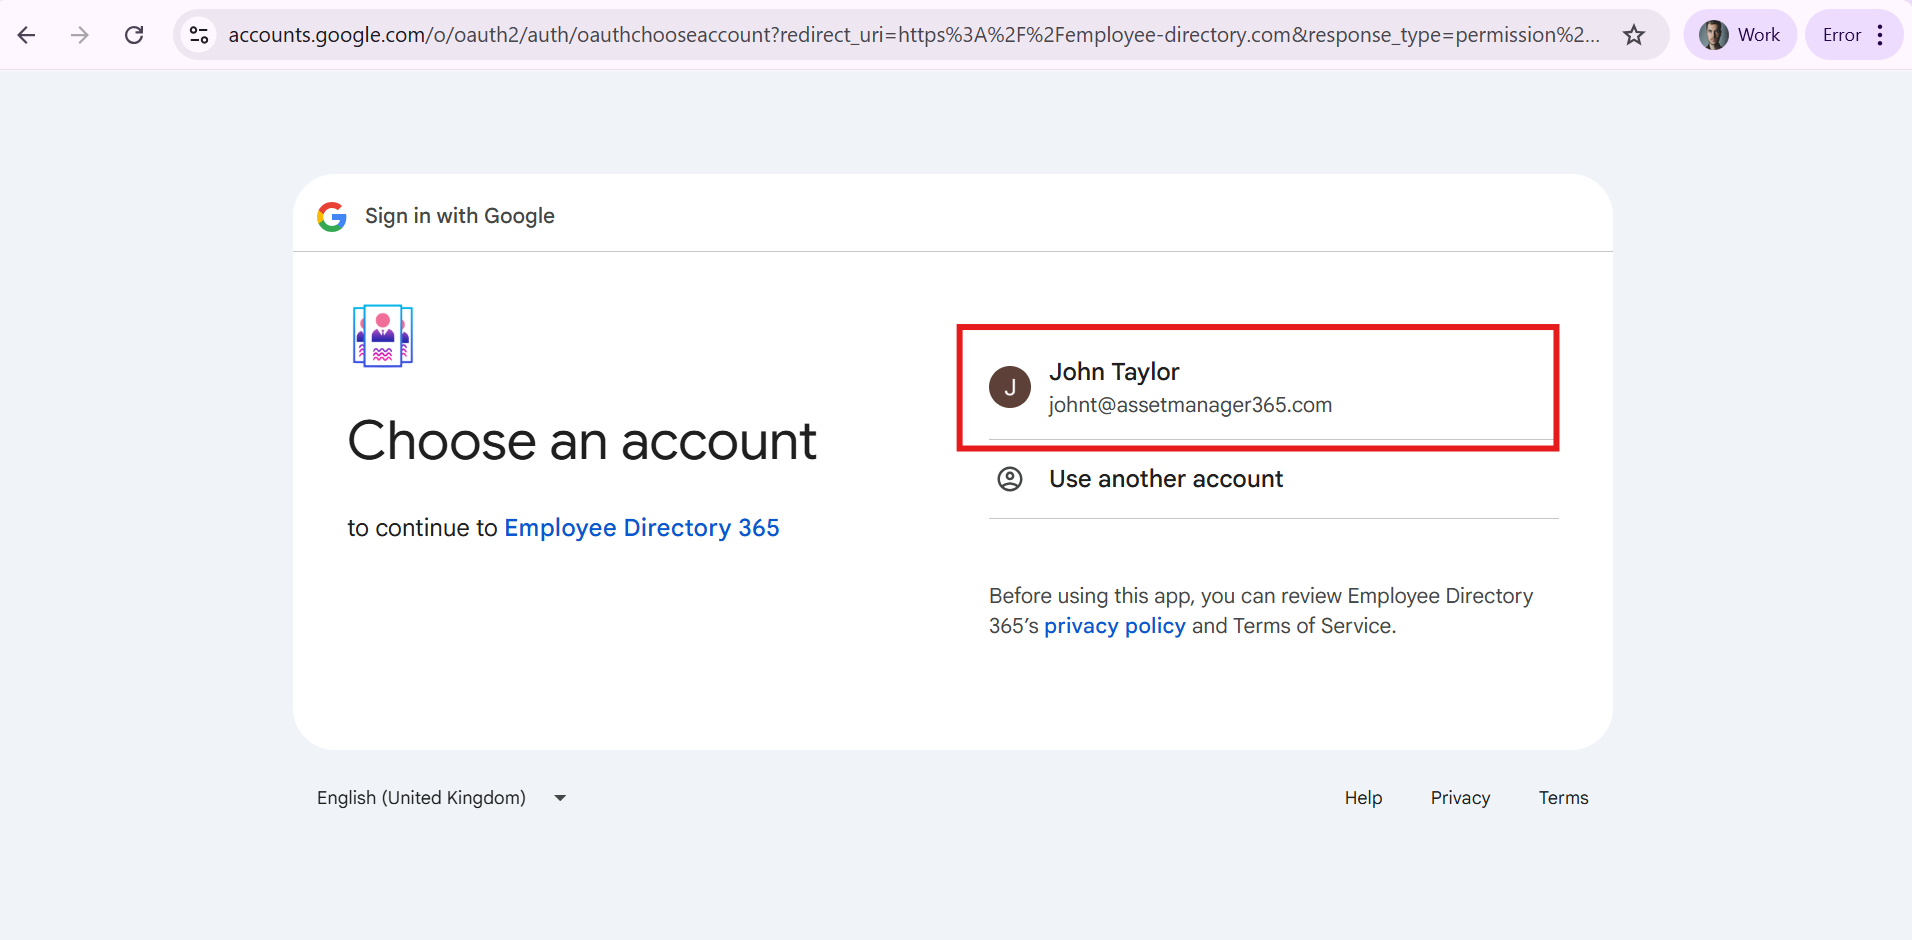 accounts.google.com/o/oauth2/auth/oauthchooseaccount?redirect_uri=https%3A%2F%2Femployee-directory.com&response_type=permission%2...
Work
Error
Sign in with Google
Choose an account
to continue to Employee Directory 365
J
John Taylor
johnt@assetmanager365.com
Use another account
Before using this app, you can review Employee Directory
365’s privacy policy and Terms of Service.
English (United Kingdom)
Help
Privacy
Terms